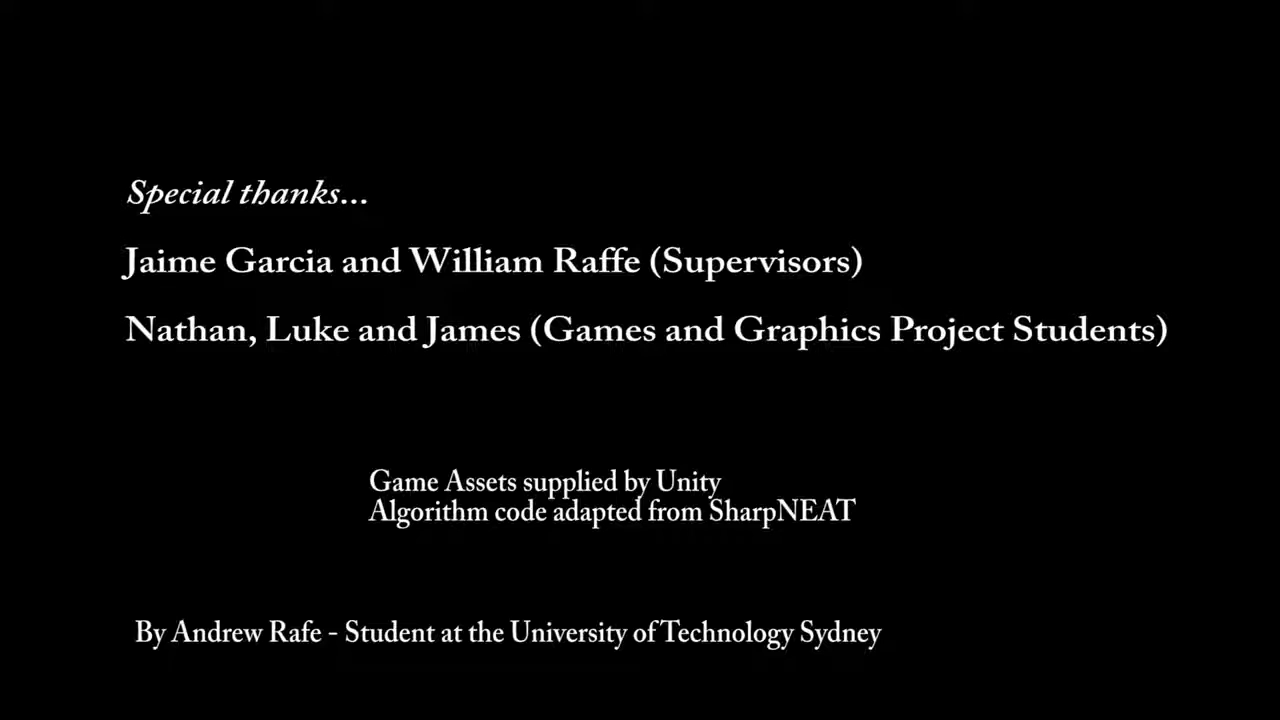 Special thanks...
Jaime Garcia and William Raffe (Supervisors)
Nathan, Luke and James (Games and Graphics Project Students)
Game Assets supplied by Unity
Algorithm code adapted from SharpNEAT
By Andrew Rafe - Student at the University of Technology Sydney